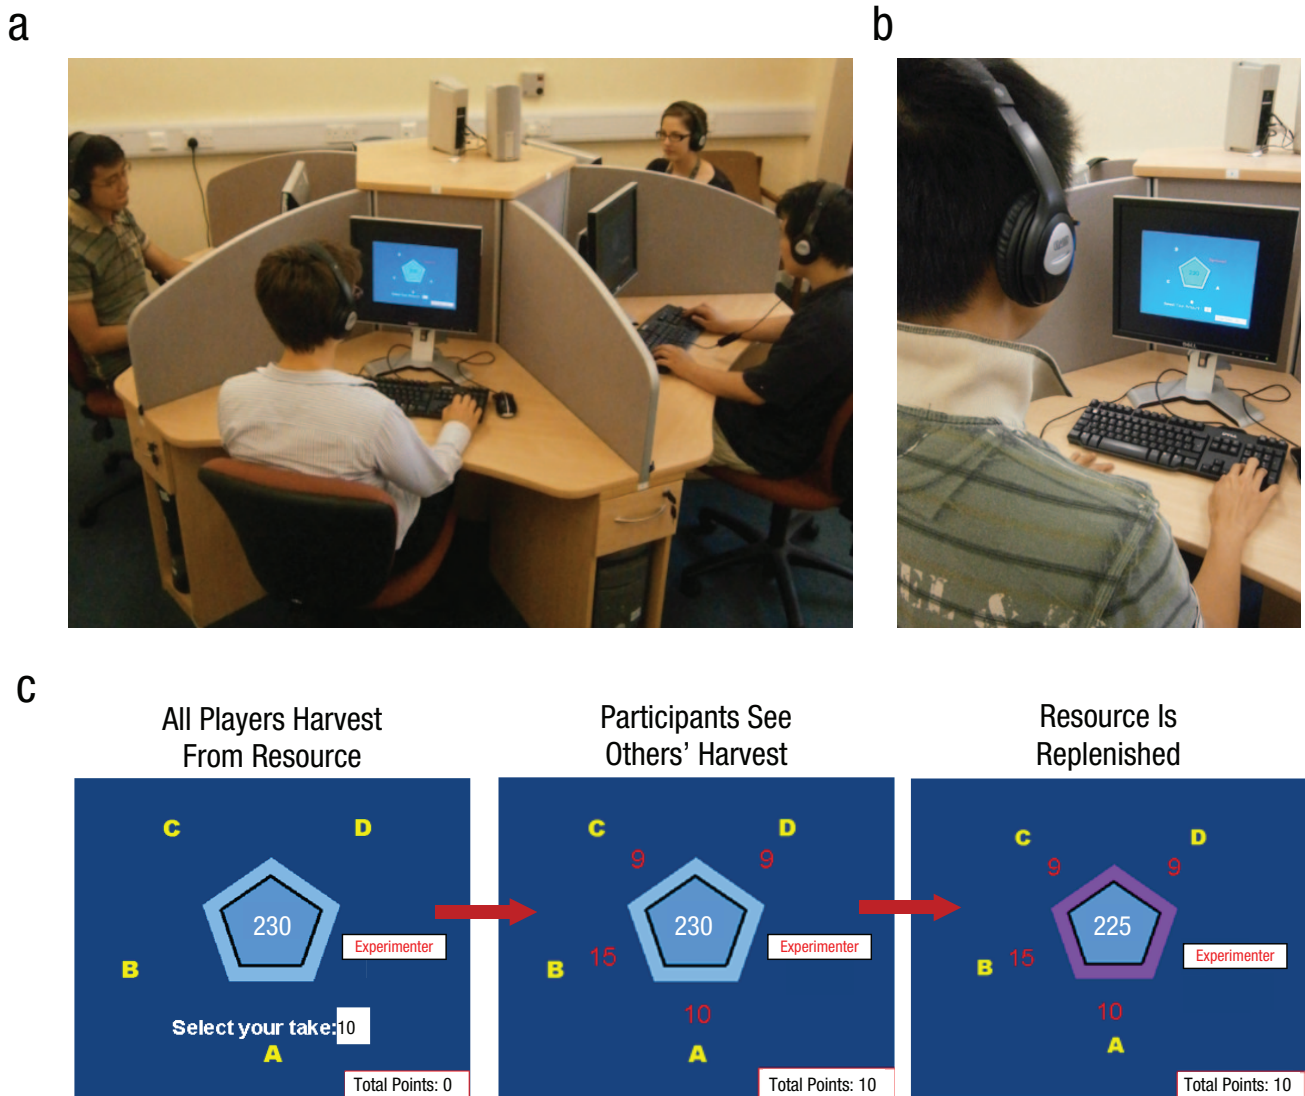 a
b
c
All Players Harvest
From Resource
Participants See
Others' Harvest
Resource Is
Replenished
C
D
230
Experimenter
B
Select your take:10
A
Total Points: 0
C
D
9
9
230
Experimenter
B
15
10
A
Total Points: 10
C
D
9
9
225
Experimenter
B
15
10
A
Total Points: 10